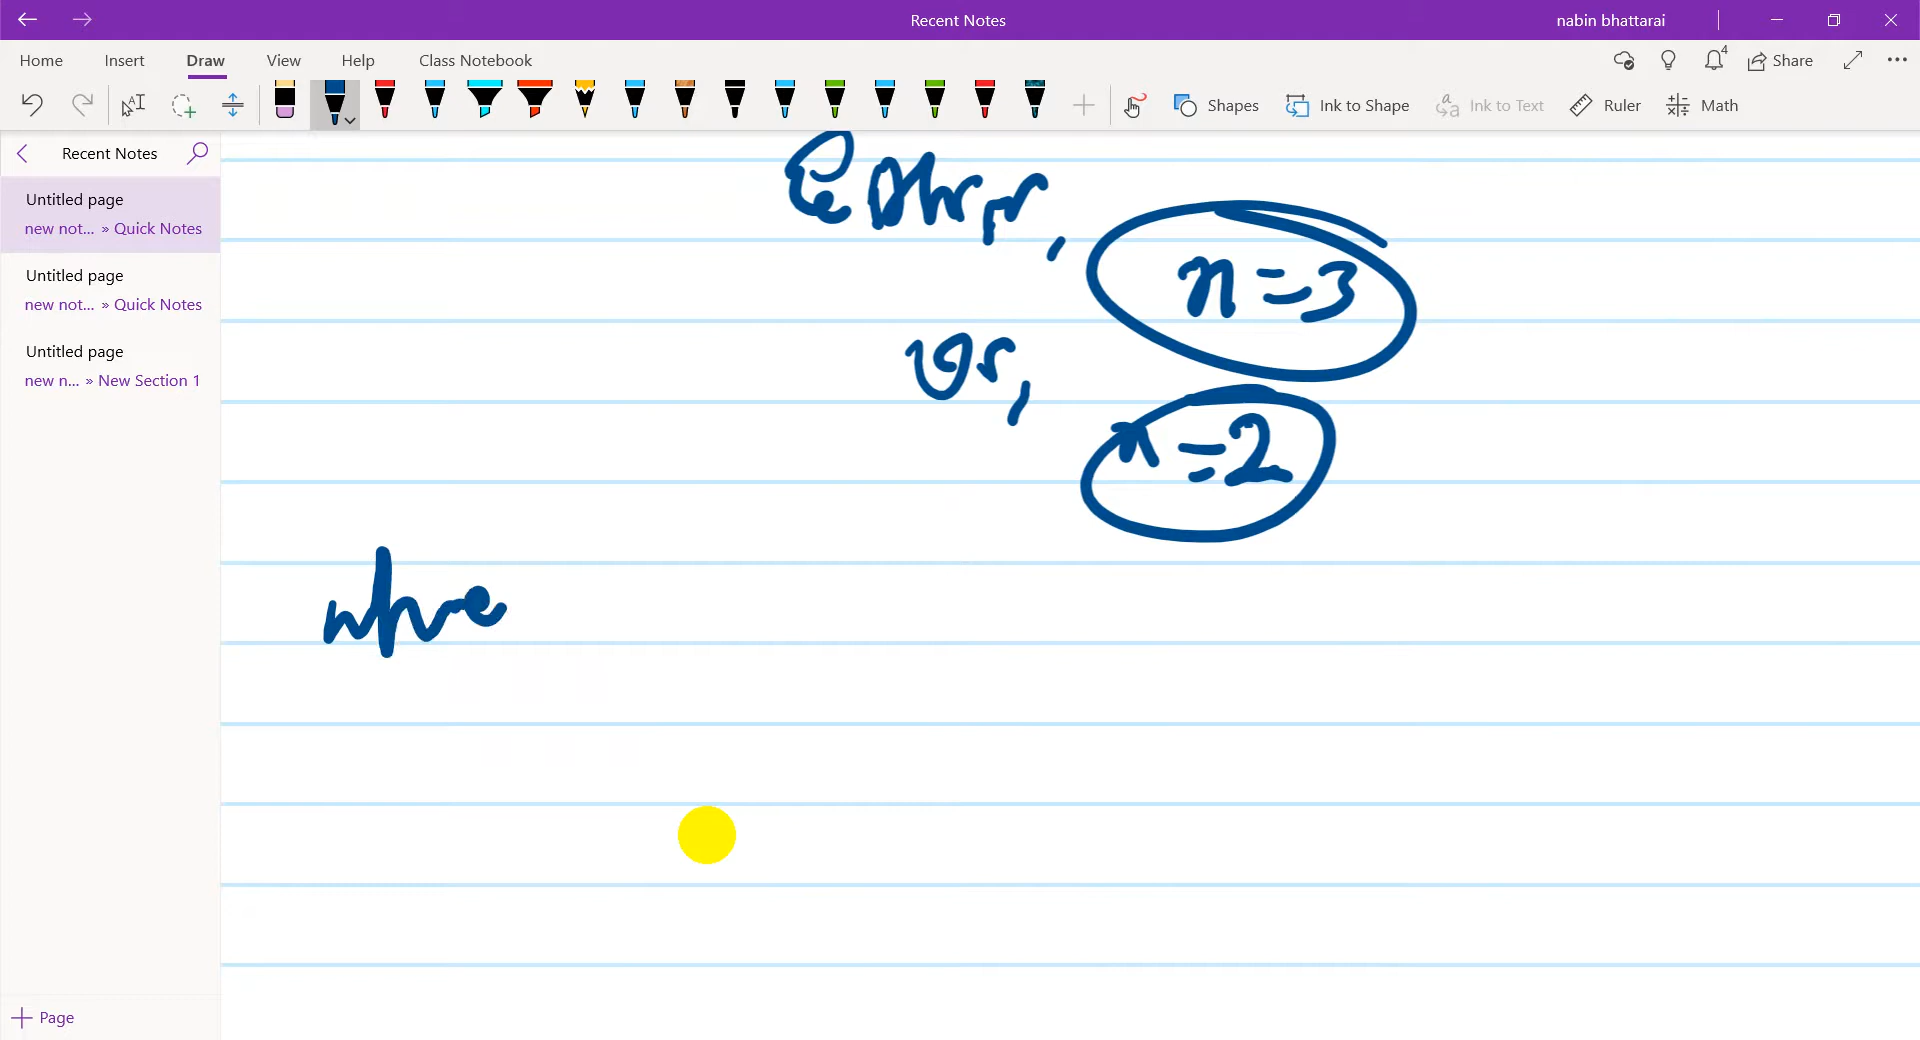 Recent Notes
nabin bhattarai
Home Insert Draw View Help Class Notebook
4 Share
Shapes Ink to Shape Ink to Text Ruler Math
Recent Notes
Untitled page
new not... » Quick Notes
Untitled page
new not... » Quick Notes
Untitled page
new n... » New Section 1
Page
x = 3
or,
x = 2